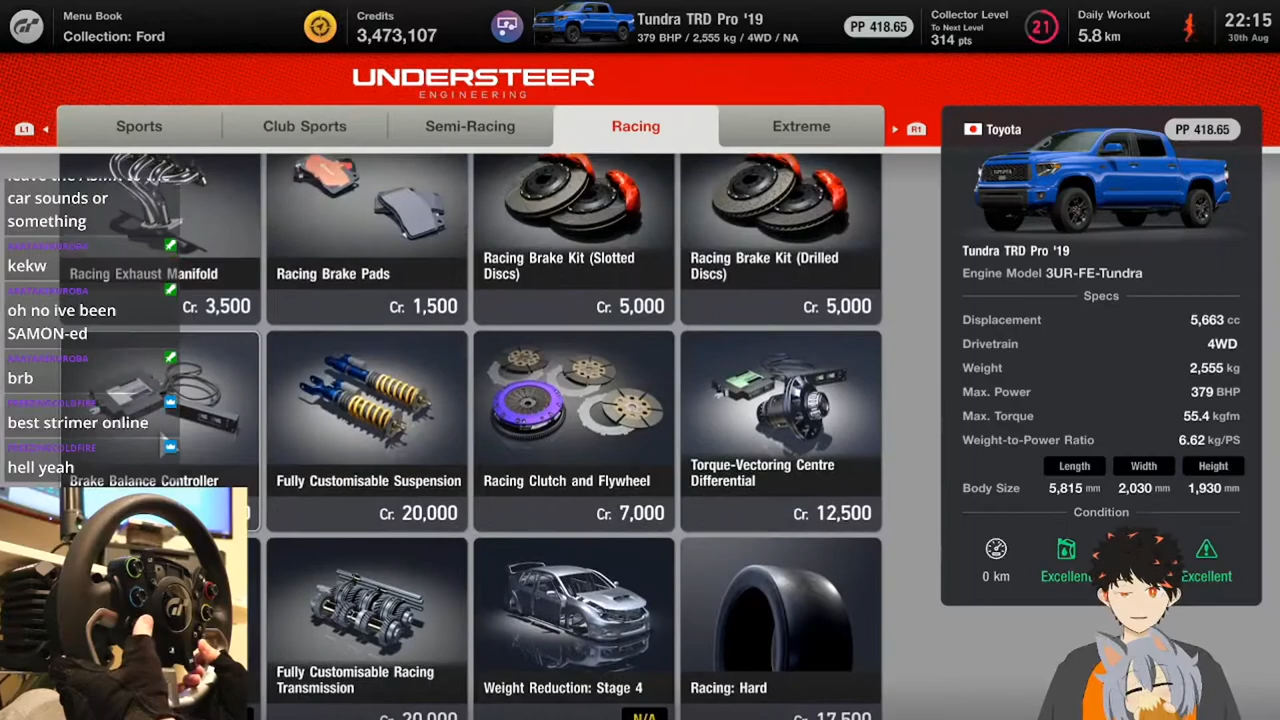 Menu Book
Collection: Ford
Credits
3,473,107
Tundra TRD Pro '19
379 BHP / 2,555 kg / 4WD / NA
PP 418.65
Collector Level
To Next Level
314 pts
21
Daily Workout
5.8 km
22:15
30th Aug
UNDERSTEER
ENGINEERING
L1
Sports
Club Sports
Semi-Racing
Racing
Extreme
R1
car sounds or
something
kekw
oh no ive been
SAMON-ed
brb
best strimer online
hell yeah
Racing Exhaust Manifold
Cr. 3,500
Racing Brake Pads
Cr. 1,500
Racing Brake Kit (Slotted
Discs)
Cr. 5,000
Racing Brake Kit (Drilled
Discs)
Cr. 5,000
Brake Balance Controller
Fully Customisable Suspension
Cr. 20,000
Racing Clutch and Flywheel
Cr. 7,000
Torque-Vectoring Centre
Differential
Cr. 12,500
Fully Customisable Racing
Transmission
20,000
Weight Reduction: Stage 4
N/A
Racing: Hard
17,500
Toyota
PP 418.65
Tundra TRD Pro '19
Engine Model 3UR-FE-Tundra
Specs
Displacement 5,663 cc
Drivetrain 4WD
Weight 2,555 kg
Max. Power 379 BHP
Max. Torque 55.4 kgfm
Weight-to-Power Ratio 6.62 kg/PS
Length Width Height
Body Size 5,815 mm 2,030 mm 1,930 mm
Condition
0 km
Excellent
Excellent